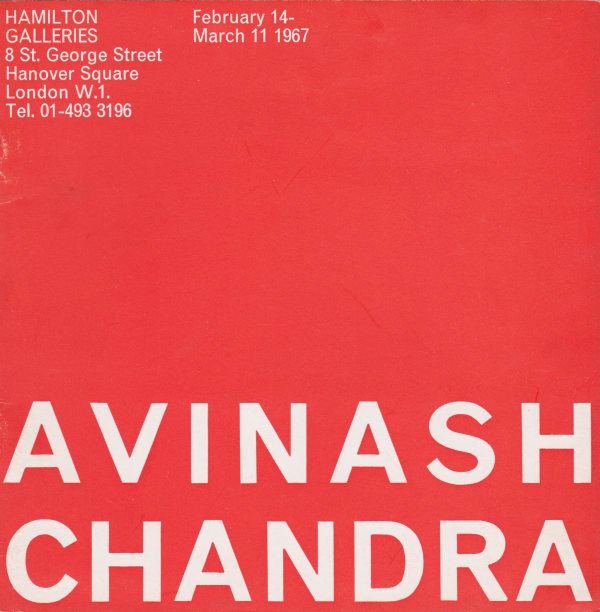 HAMILTON
GALLERIES
8 St. George Street
Hanover Square
London W.1.
Tel. 01-493 3196
February 14-
March 11 1967
AVINASH
CHANDRA